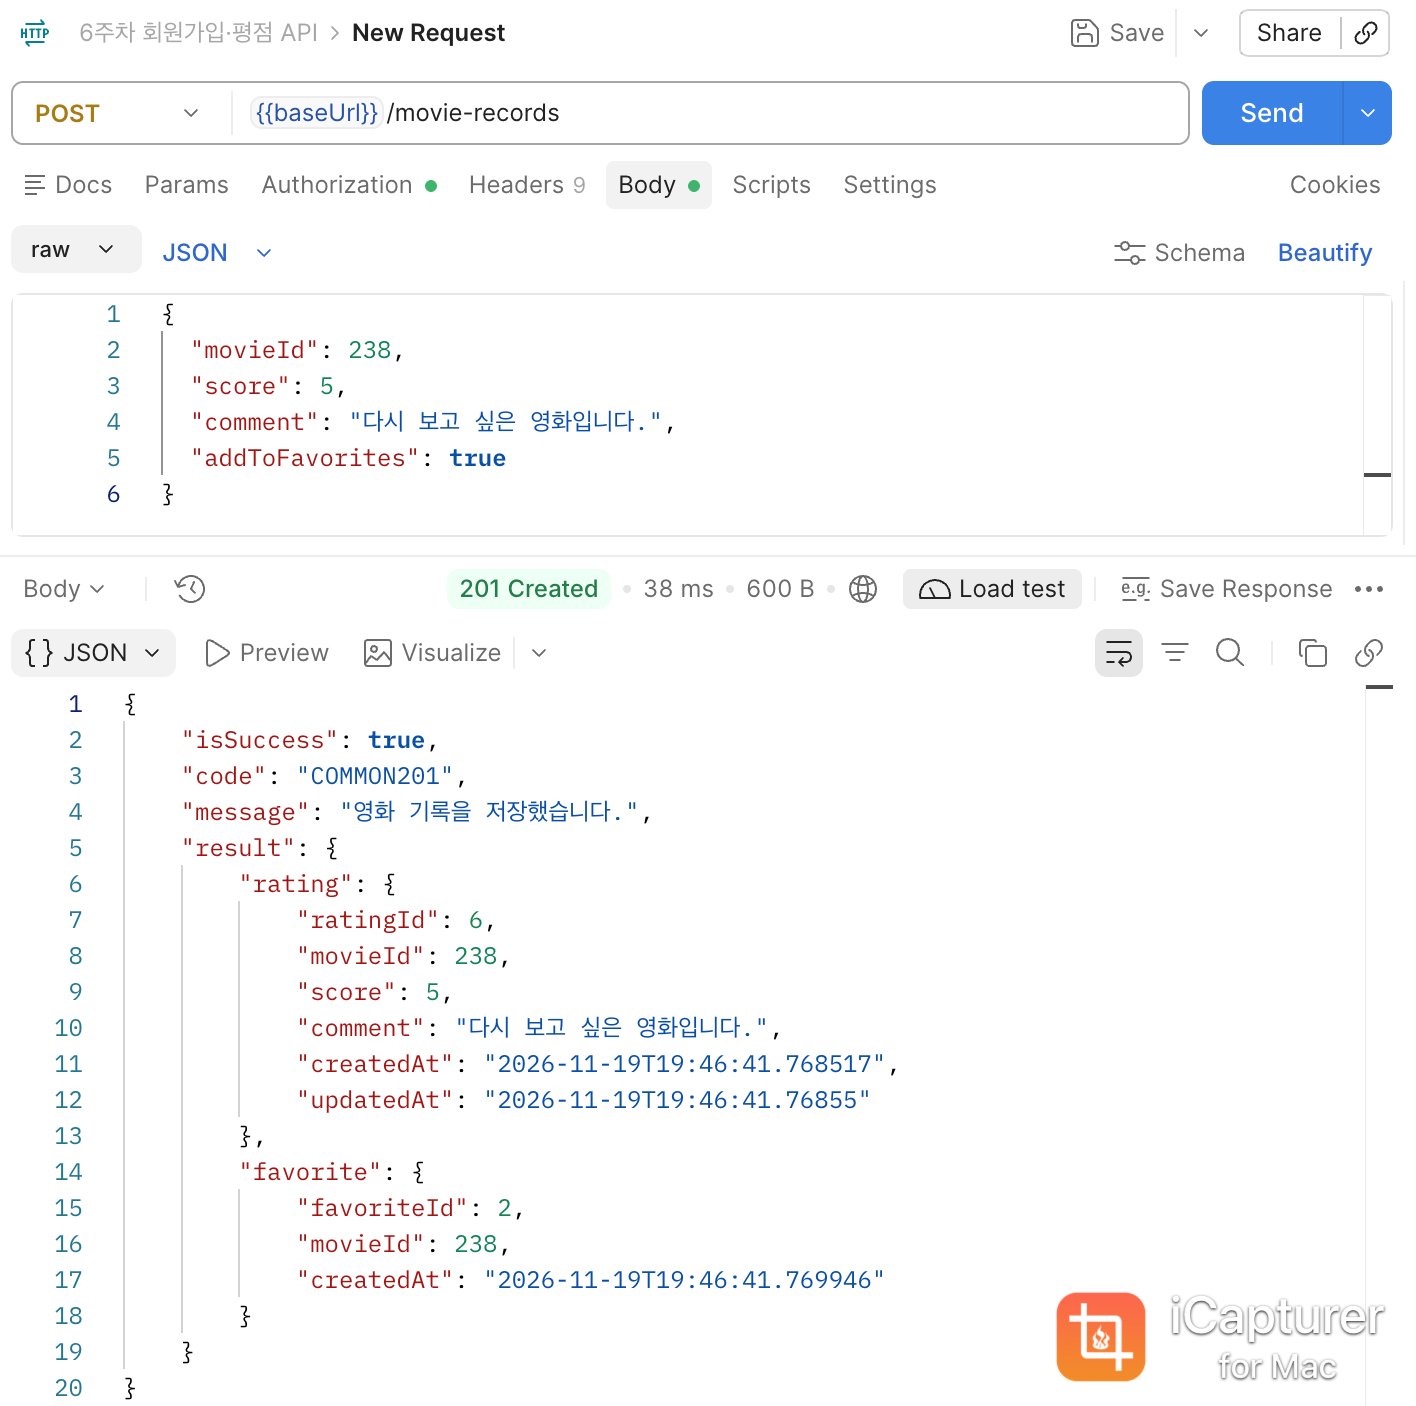 HTTP 6주차 회원가입·평점 API > New Request Save Share
POST {{baseUrl}}/movie-records Send
Docs Params Authorization Headers 9 Body Scripts Settings Cookies
raw JSON Schema Beautify
1 {
2 "movieId": 238,
3 "score": 5,
4 "comment": "다시 보고 싶은 영화입니다.",
5 "addToFavorites": true
6 }
Body 201 Created • 38 ms • 600 B • Load test e.g. Save Response •••
{} JSON Preview Visualize
1 {
2 "isSuccess": true,
3 "code": "COMMON201",
4 "message": "영화 기록을 저장했습니다.",
5 "result": {
6 "rating": {
7 "ratingId": 6,
8 "movieId": 238,
9 "score": 5,
10 "comment": "다시 보고 싶은 영화입니다.",
11 "createdAt": "2026-11-19T19:46:41.768517",
12 "updatedAt": "2026-11-19T19:46:41.76855"
13 },
14 "favorite": {
15 "favoriteId": 2,
16 "movieId": 238,
17 "createdAt": "2026-11-19T19:46:41.769946"
18 }
19 }
20 }
iCapturer
for Mac